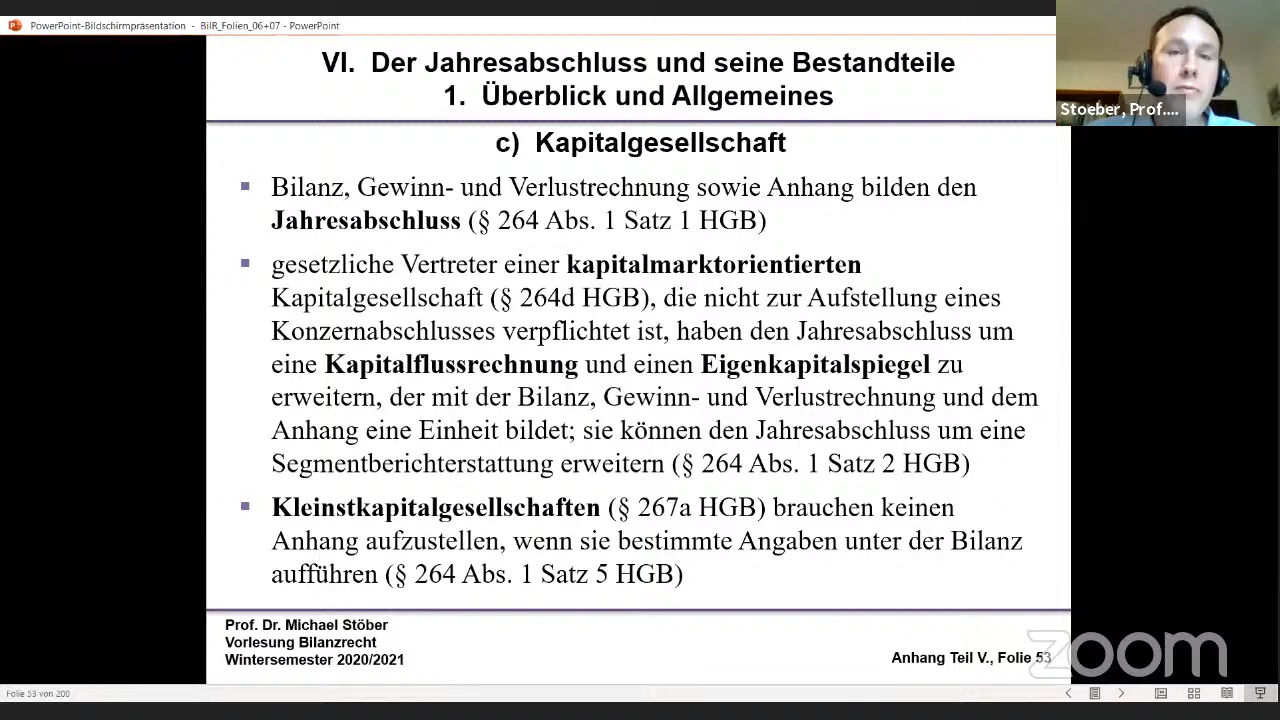 PowerPoint-Bildschirmpräsentation - BilR_Folien_06+07 - PowerPoint
Stoeber, Prof....
VI. Der Jahresabschluss und seine Bestandteile
1. Überblick und Allgemeines
c) Kapitalgesellschaft
Bilanz, Gewinn- und Verlustrechnung sowie Anhang bilden den
Jahresabschluss (§ 264 Abs. 1 Satz 1 HGB)
gesetzliche Vertreter einer kapitalmarktorientierten
Kapitalgesellschaft (§ 264d HGB), die nicht zur Aufstellung eines
Konzernabschlusses verpflichtet ist, haben den Jahresabschluss um
eine Kapitalflussrechnung und einen Eigenkapitalspiegel zu
erweitern, der mit der Bilanz, Gewinn- und Verlustrechnung und dem
Anhang eine Einheit bildet; sie können den Jahresabschluss um eine
Segmentberichterstattung erweitern (§ 264 Abs. 1 Satz 2 HGB)
Kleinstkapitalgesellschaften (§ 267a HGB) brauchen keinen
Anhang aufzustellen, wenn sie bestimmte Angaben unter der Bilanz
aufführen (§ 264 Abs. 1 Satz 5 HGB)
Prof. Dr. Michael Stöber
Vorlesung Bilanzrecht
Wintersemester 2020/2021
Anhang Teil V., Folie 53
zoom
Folie 53 von 200